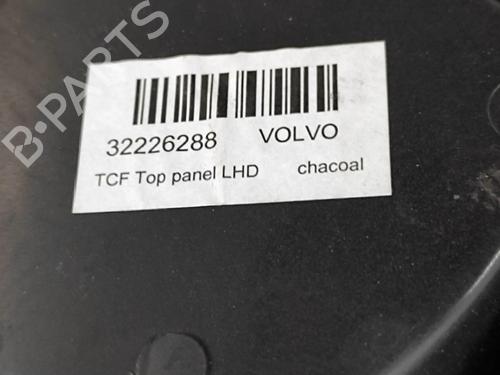 B-PARTS
32226288 VOLVO
TCF Top panel LHD chacoal